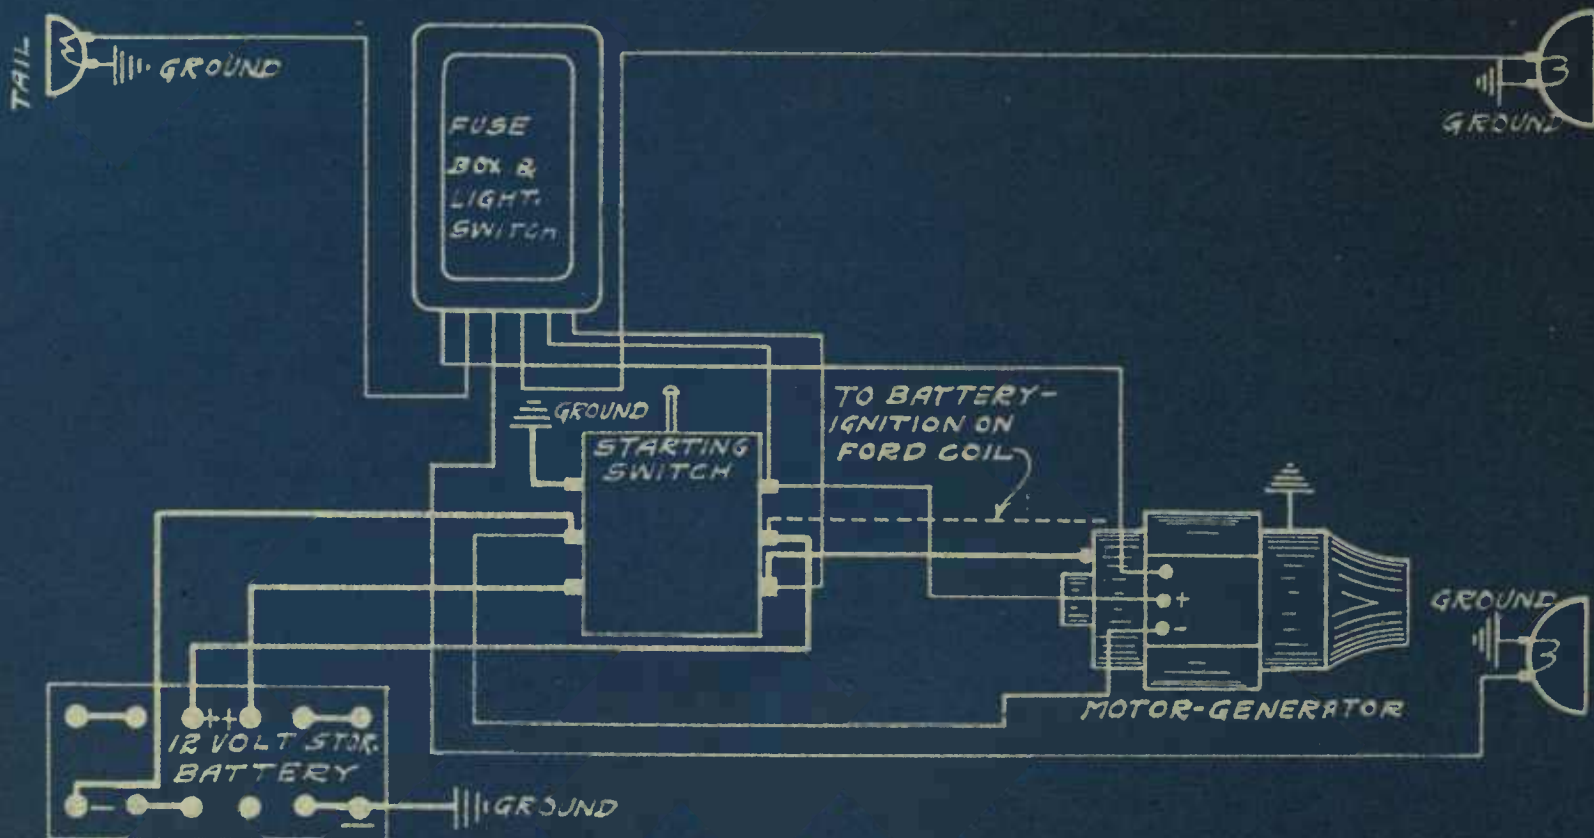 TAIL
GROUND
FUSE
BOX &
LIGHT.
SWITCH
GROUND
GROUND
STARTING
SWITCH
TO BATTERY-
IGNITION ON
FORD COIL
+
-
MOTOR-GENERATOR
GROUND
++
12 VOLT STOR.
BATTERY
-
-
GROUND